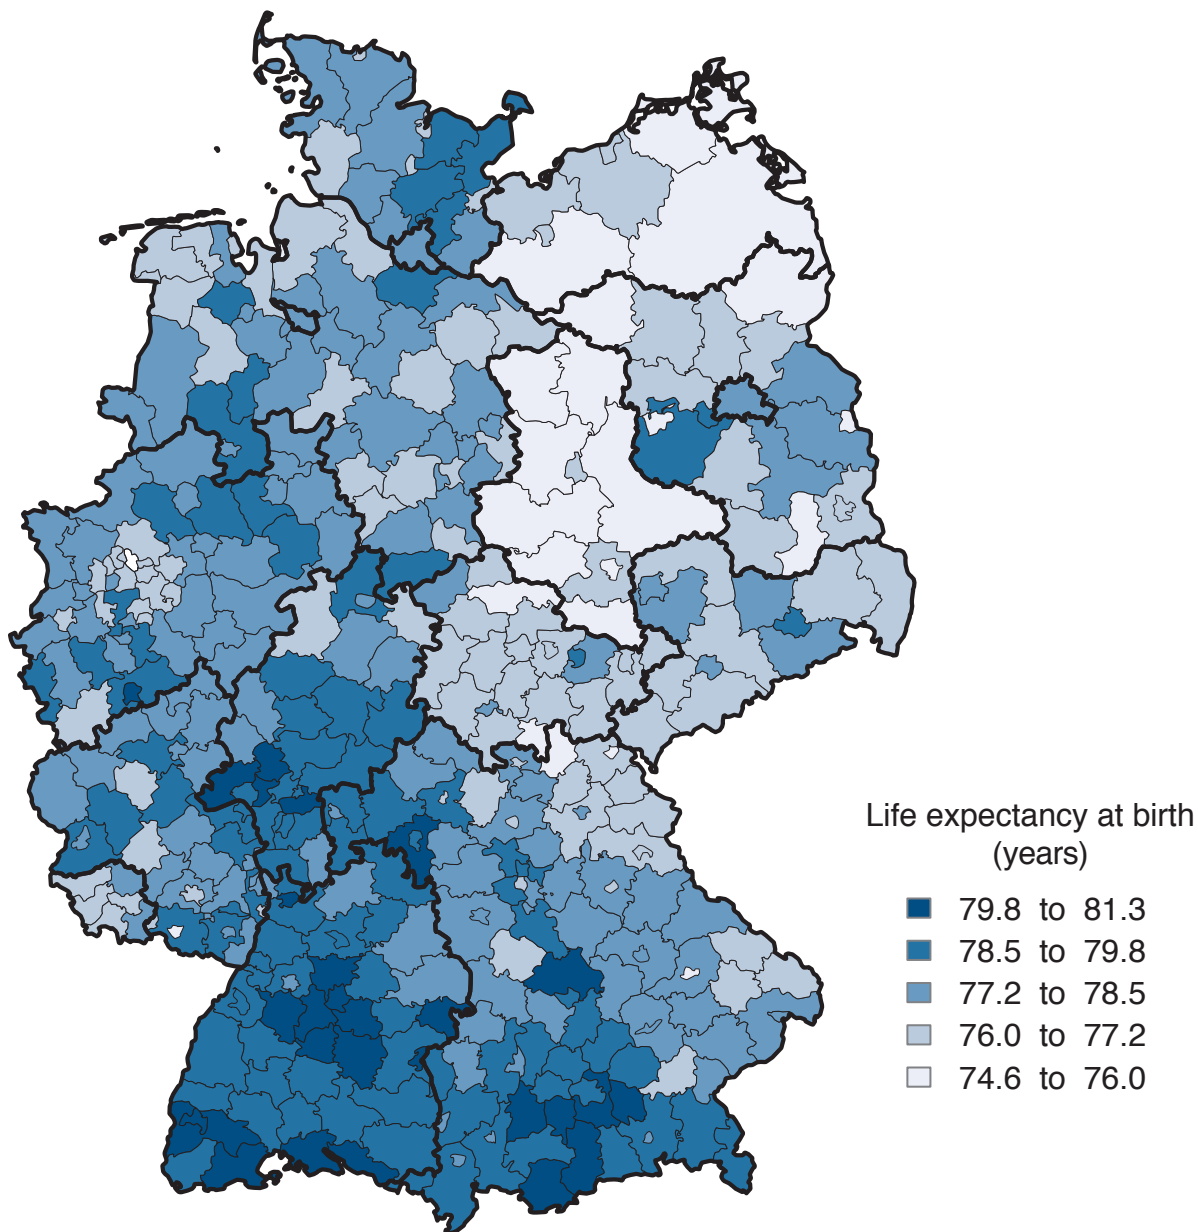 Life expectancy at birth
(years)
79.8 to 81.3
78.5 to 79.8
77.2 to 78.5
76.0 to 77.2
74.6 to 76.0